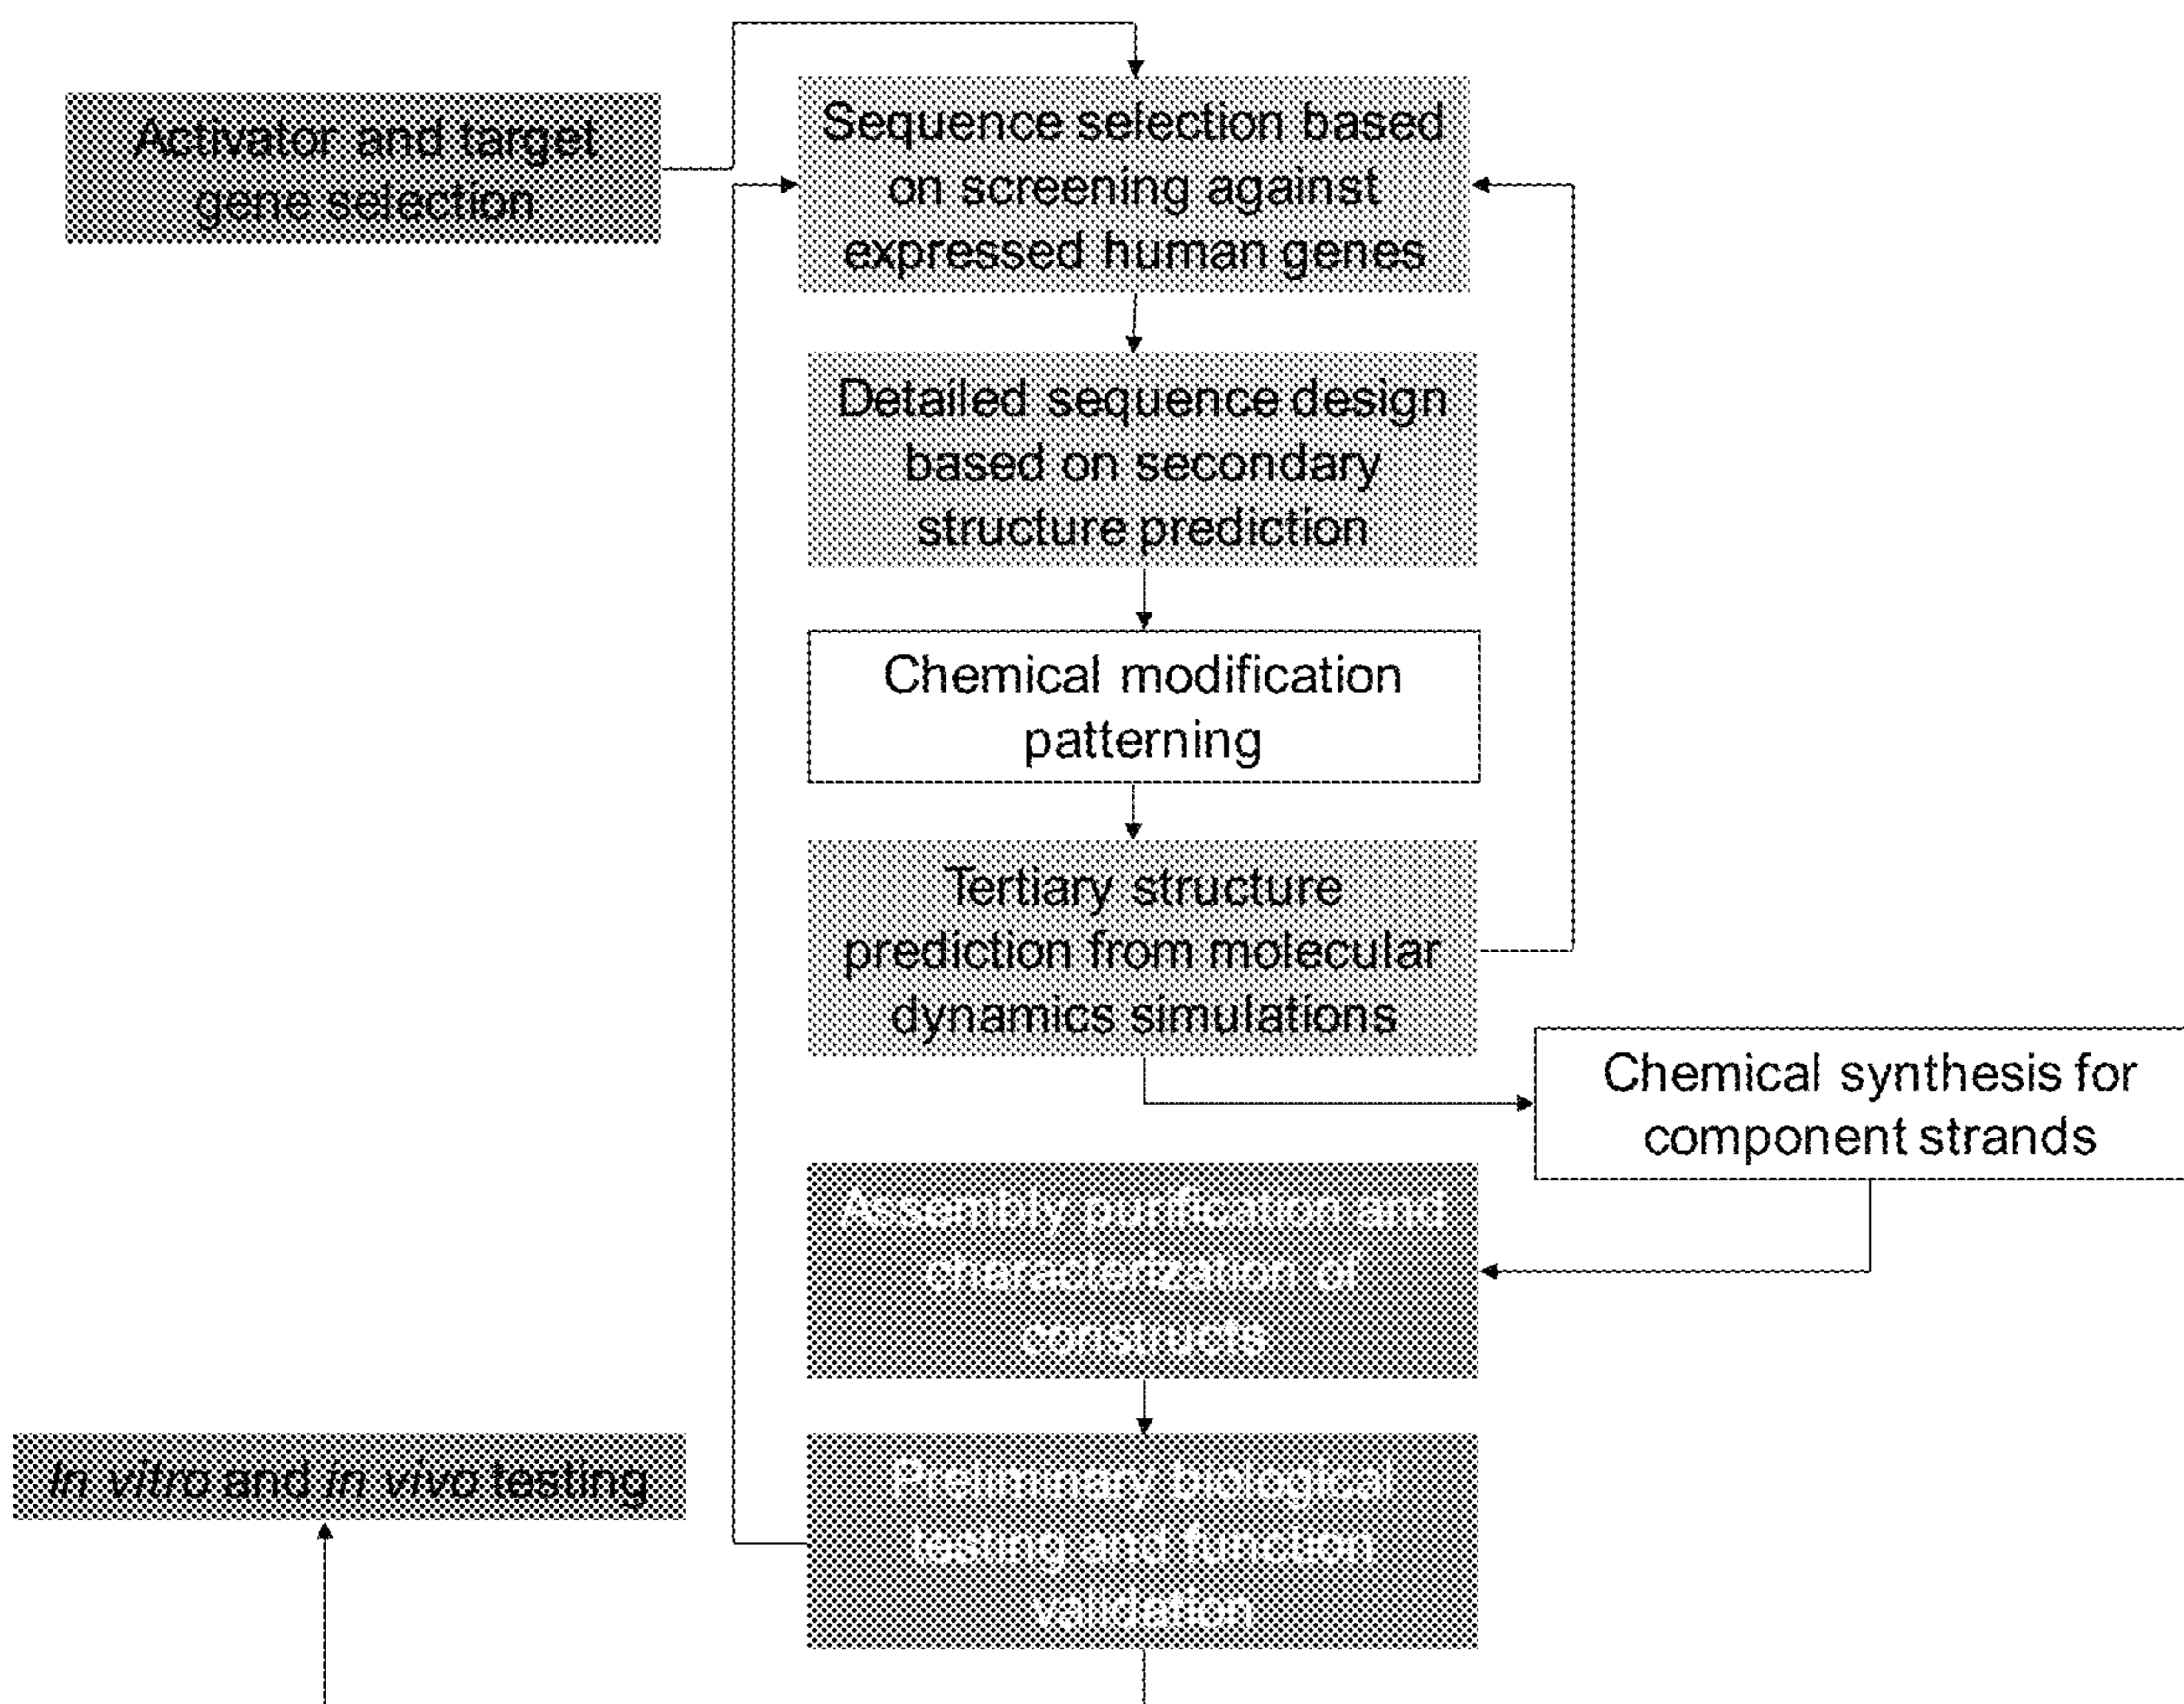 Activator and target
gene selection
Sequence selection based
on screening against
expressed human genes
Detailed sequence design
based on secondary
structure prediction
Chemical modification
patterning
Tertiary structure
prediction from molecular
dynamics simulations
Chemical synthesis for
component strands
Assembly purification and
characterization of
constructs
In vitro and in vivo testing
Preliminary biological
testing and function
validation